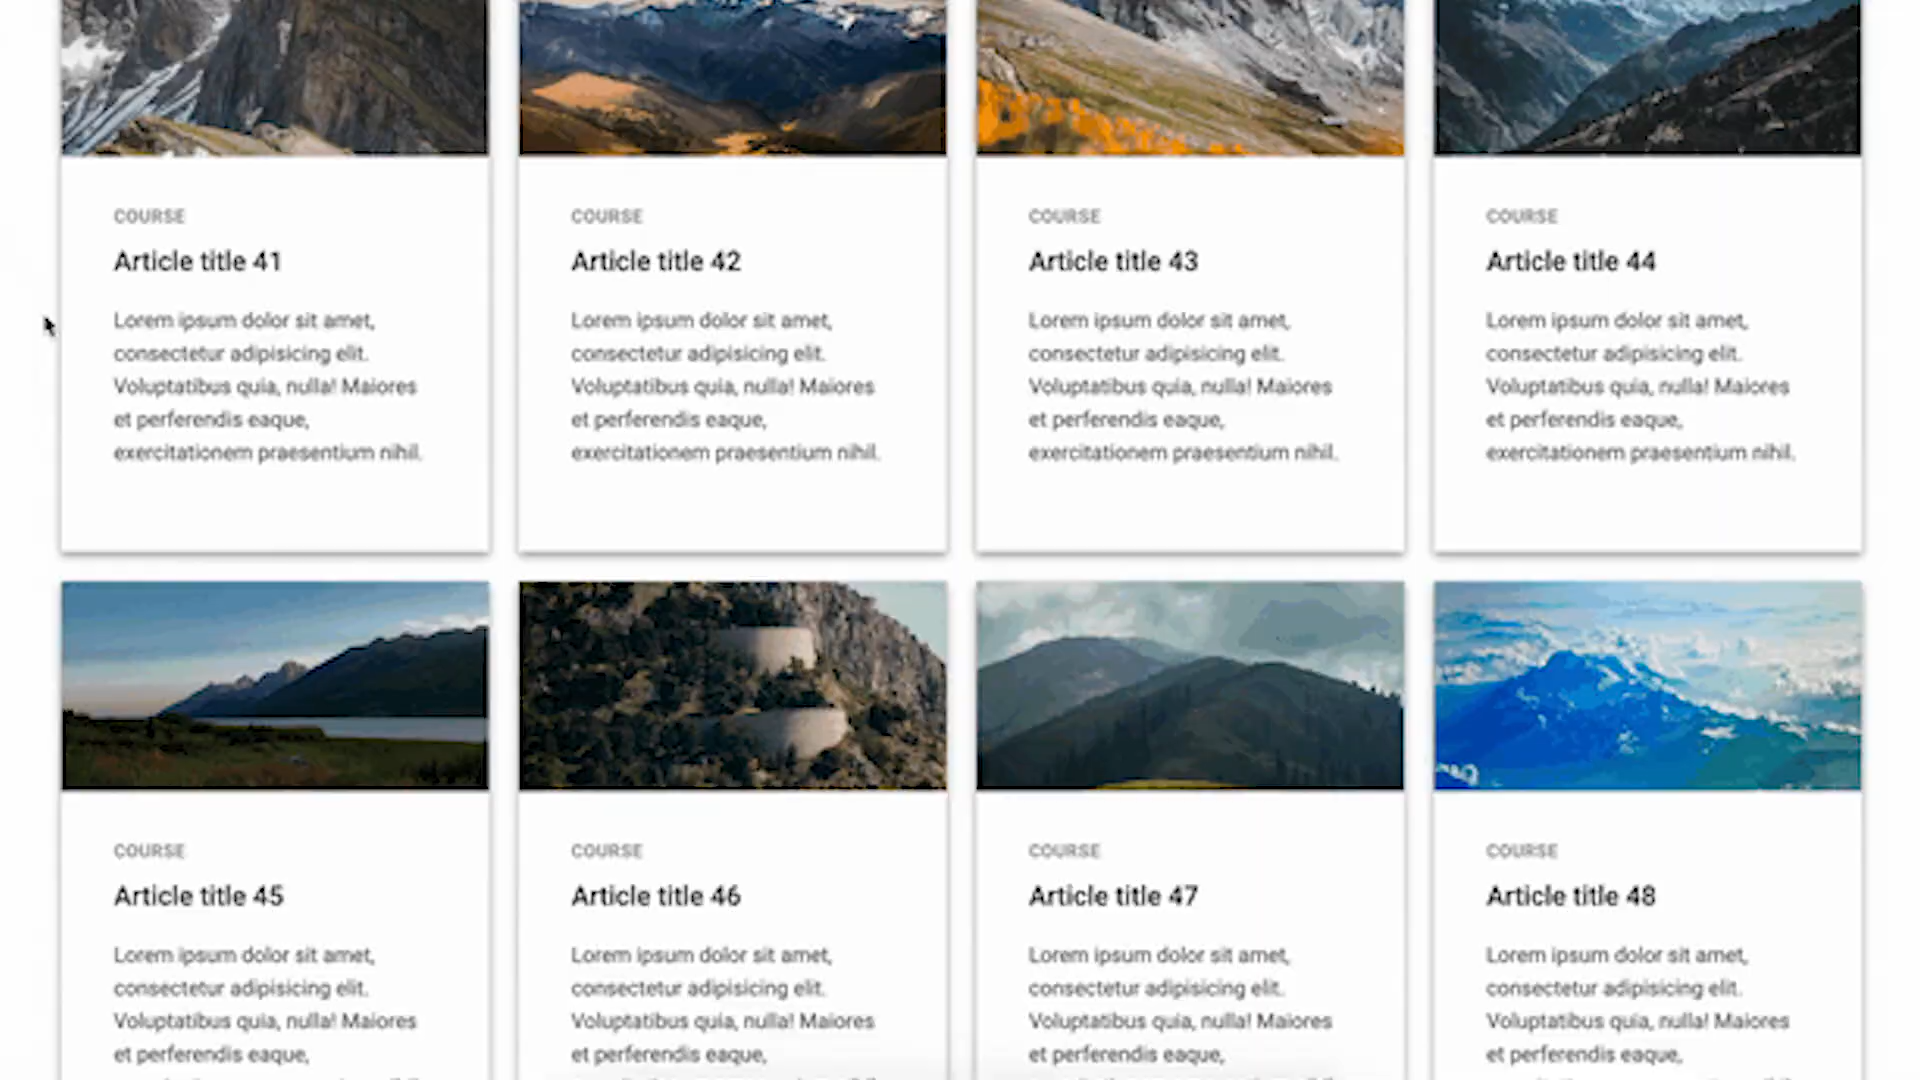 COURSE
Article title 41
Lorem ipsum dolor sit amet,
consectetur adipisicing elit.
Voluptatibus quia, nulla! Maiores
et perferendis eaque,
exercitationem praesentium nihil.
COURSE
Article title 42
Lorem ipsum dolor sit amet,
consectetur adipisicing elit.
Voluptatibus quia, nulla! Maiores
et perferendis eaque,
exercitationem praesentium nihil.
COURSE
Article title 43
Lorem ipsum dolor sit amet,
consectetur adipisicing elit.
Voluptatibus quia, nulla! Maiores
et perferendis eaque,
exercitationem praesentium nihil.
COURSE
Article title 44
Lorem ipsum dolor sit amet,
consectetur adipisicing elit.
Voluptatibus quia, nulla! Maiores
et perferendis eaque,
exercitationem praesentium nihil.
COURSE
Article title 45
Lorem ipsum dolor sit amet,
consectetur adipisicing elit.
Voluptatibus quia, nulla! Maiores
et perferendis eaque,
COURSE
Article title 46
Lorem ipsum dolor sit amet,
consectetur adipisicing elit.
Voluptatibus quia, nulla! Maiores
et perferendis eaque,
COURSE
Article title 47
Lorem ipsum dolor sit amet,
consectetur adipisicing elit.
Voluptatibus quia, nulla! Maiores
et perferendis eaque,
COURSE
Article title 48
Lorem ipsum dolor sit amet,
consectetur adipisicing elit.
Voluptatibus quia, nulla! Maiores
et perferendis eaque,